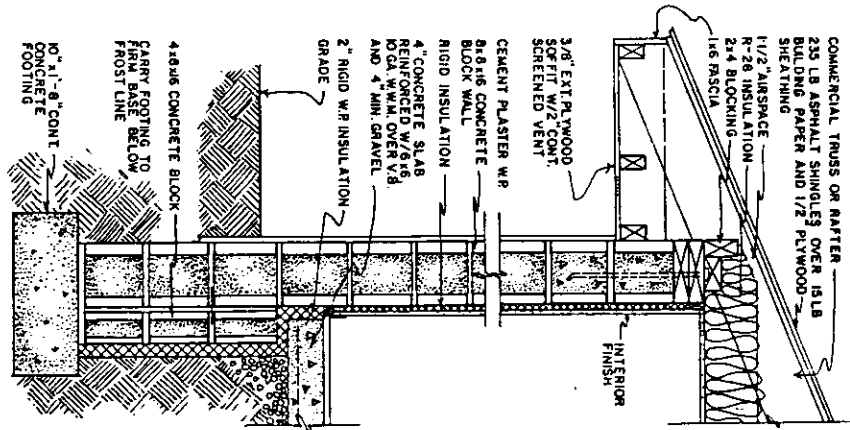 COMMERCIAL TRUSS OR RAFTER
235 LB ASPHALT SHINGLES OVER 15 LB
BUILDING PAPER AND 1/2" PLYWOOD
SHEATHING
1-1/2" AIRSPACE
R-26 INSULATION
2x4 BLOCKING
1x6 FASCIA
3/8" EXT. PLYWOOD
SOFFIT W/2" CONT.
SCREENED VENT
CEMENT PLASTER W.P.
8x8x16 CONCRETE
BLOCK WALL
RIGID INSULATION
4" CONCRETE SLAB
REINFORCED W/6x6
10 GA. W.W.M. OVER V.B.
AND 4" MIN. GRAVEL
2" RIGID W.P. INSULATION
GRADE
4x8x16 CONCRETE BLOCK
CARRY FOOTING TO
FIRM BASE BELOW
FROST LINE
10" x 1'-8" CONT.
CONCRETE
FOOTING
INTERIOR
FINISH